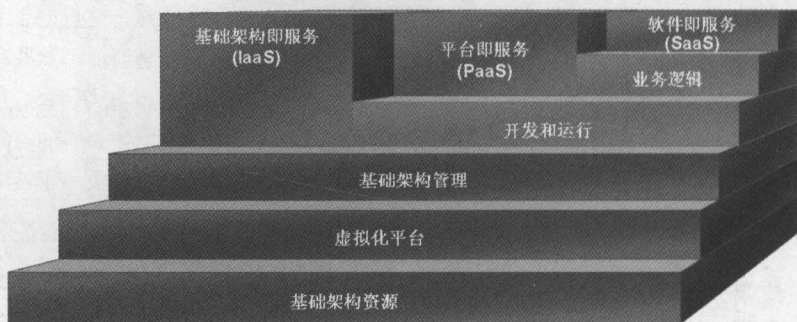 基础架构即服务
(IaaS)
平台即服务
(PaaS)
软件即服务
(SaaS)
业务逻辑
开发和运行
基础架构管理
虚拟化平台
基础架构资源